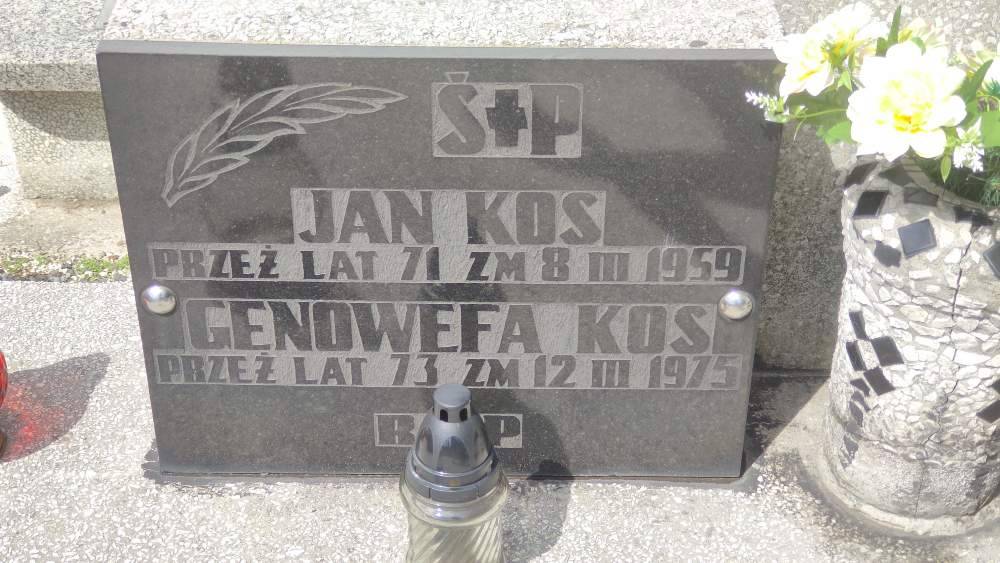 Ś✝P
JAN KOS
PRZEŻ LAT 71 ZM 8 III 1959
GENOWEFA KOS
PRZEŻ LAT 73 ZM 12 III 1975